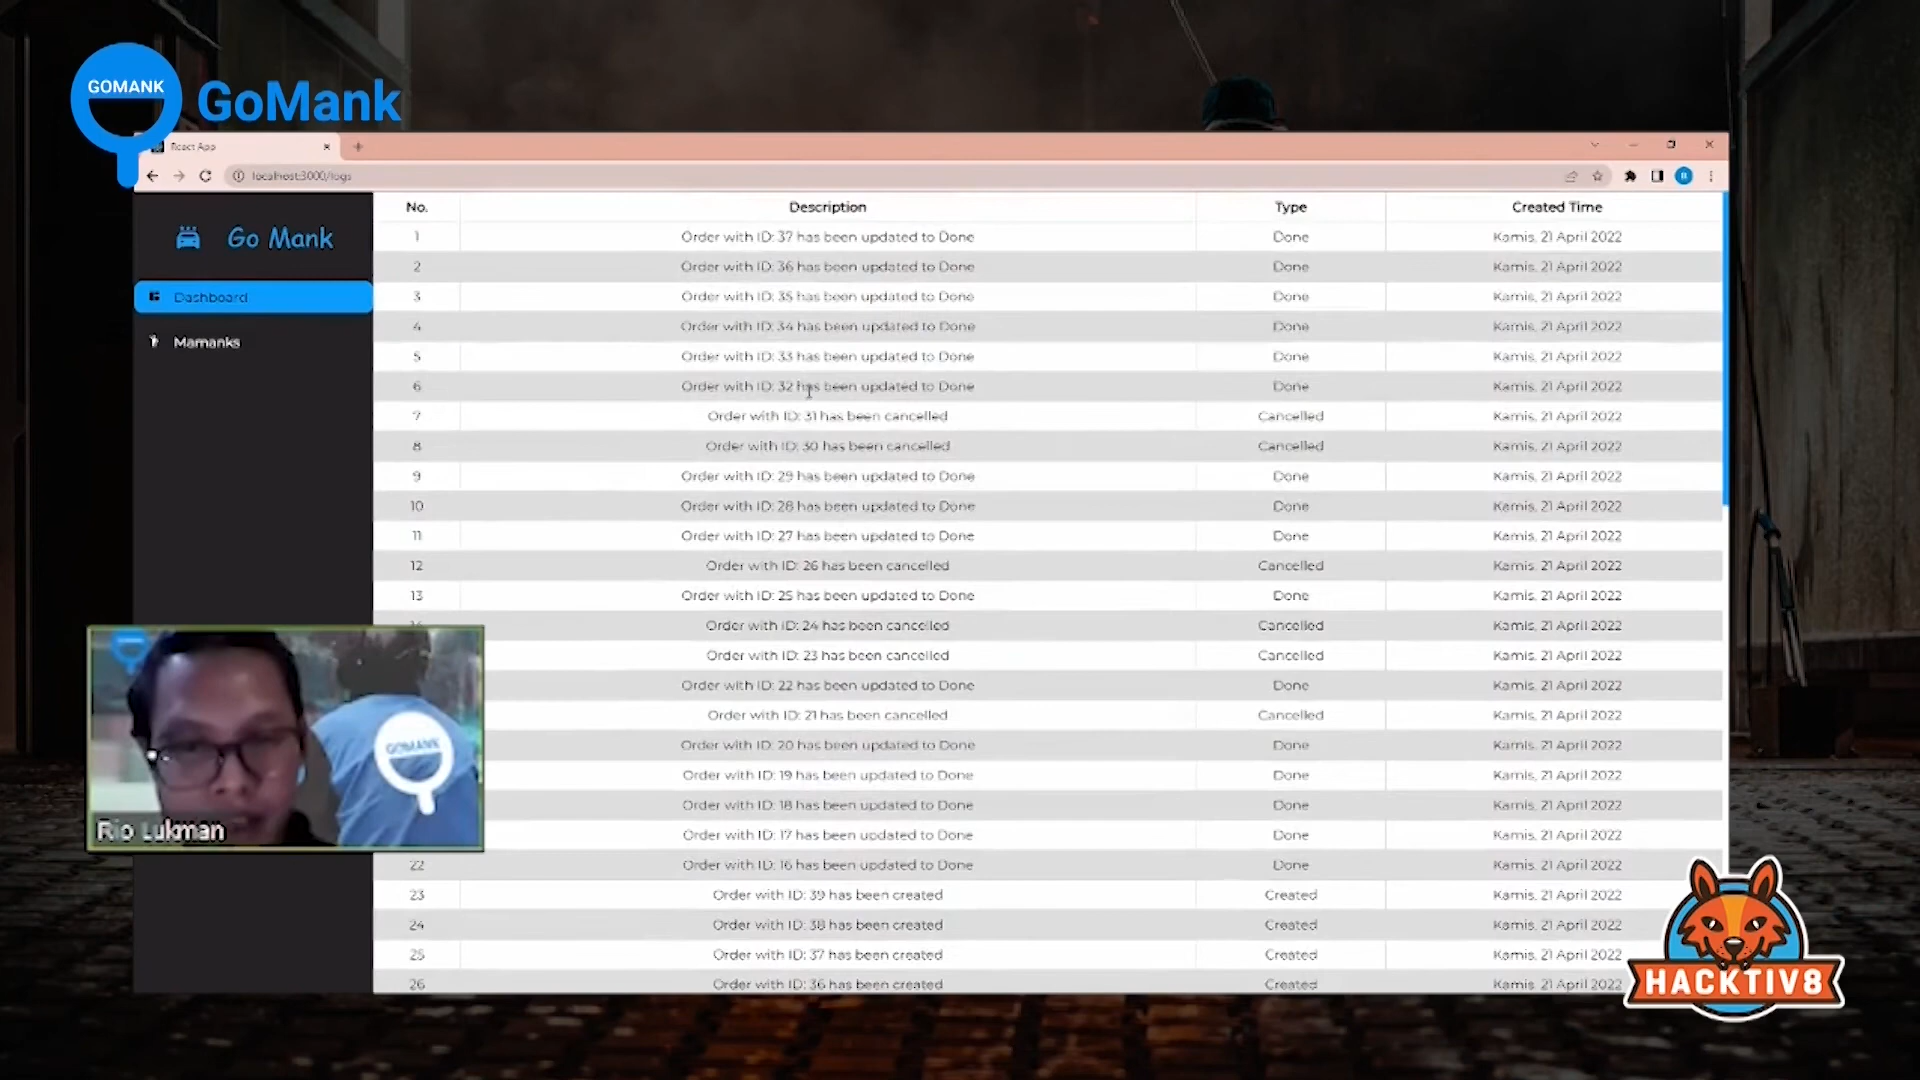 GOMANK
GoMank
React App
localhost:3000/logs
Go Mank
Dashboard
Mamanks
No. Description Type Created Time
1 Order with ID: 37 has been updated to Done Done Kamis, 21 April 2022
2 Order with ID: 36 has been updated to Done Done Kamis, 21 April 2022
3 Order with ID: 35 has been updated to Done Done Kamis, 21 April 2022
4 Order with ID: 34 has been updated to Done Done Kamis, 21 April 2022
5 Order with ID: 33 has been updated to Done Done Kamis, 21 April 2022
6 Order with ID: 32 has been updated to Done Done Kamis, 21 April 2022
7 Order with ID: 31 has been cancelled Cancelled Kamis, 21 April 2022
8 Order with ID: 30 has been cancelled Cancelled Kamis, 21 April 2022
9 Order with ID: 29 has been updated to Done Done Kamis, 21 April 2022
10 Order with ID: 28 has been updated to Done Done Kamis, 21 April 2022
11 Order with ID: 27 has been updated to Done Done Kamis, 21 April 2022
12 Order with ID: 26 has been cancelled Cancelled Kamis, 21 April 2022
13 Order with ID: 25 has been updated to Done Done Kamis, 21 April 2022
Order with ID: 24 has been cancelled Cancelled Kamis, 21 April 2022
Order with ID: 23 has been cancelled Cancelled Kamis, 21 April 2022
Order with ID: 22 has been updated to Done Done Kamis, 21 April 2022
Order with ID: 21 has been cancelled Cancelled Kamis, 21 April 2022
Order with ID: 20 has been updated to Done Done Kamis, 21 April 2022
Order with ID: 19 has been updated to Done Done Kamis, 21 April 2022
Order with ID: 18 has been updated to Done Done Kamis, 21 April 2022
Order with ID: 17 has been updated to Done Done Kamis, 21 April 2022
22 Order with ID: 16 has been updated to Done Done Kamis, 21 April 2022
23 Order with ID: 39 has been created Created Kamis, 21 April 2022
24 Order with ID: 38 has been created Created Kamis, 21 April 2022
25 Order with ID: 37 has been created Created Kamis, 21 April 2022
26 Order with ID: 36 has been created Created Kamis, 21 April 2022
GOMANK
Rio Lukman
HACKTIV8